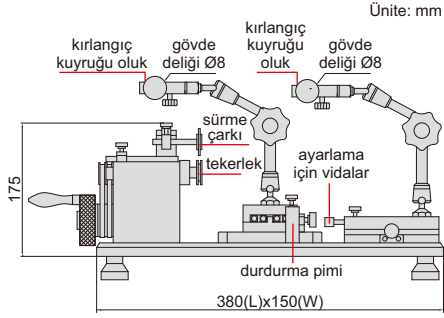 Ünite: mm
kırlangıç
kuyruğu oluk
gövde
deliği Ø8
kırlangıç
kuyruğu
oluk
gövde
deliği Ø8
sürme
çarkı
tekerlek
ayarlama
için vidalar
175
durdurma pimi
380(L)x150(W)